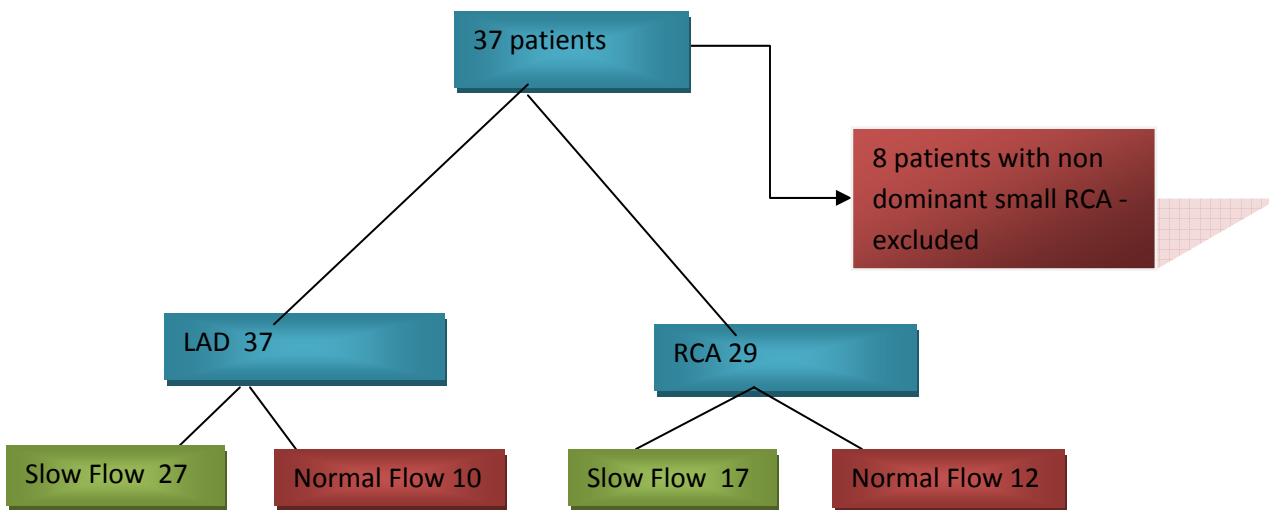 37 patients
8 patients with non
dominant small RCA -
excluded
LAD  37
RCA 29
Slow Flow  27
Normal Flow 10
Slow Flow  17
Normal Flow 12